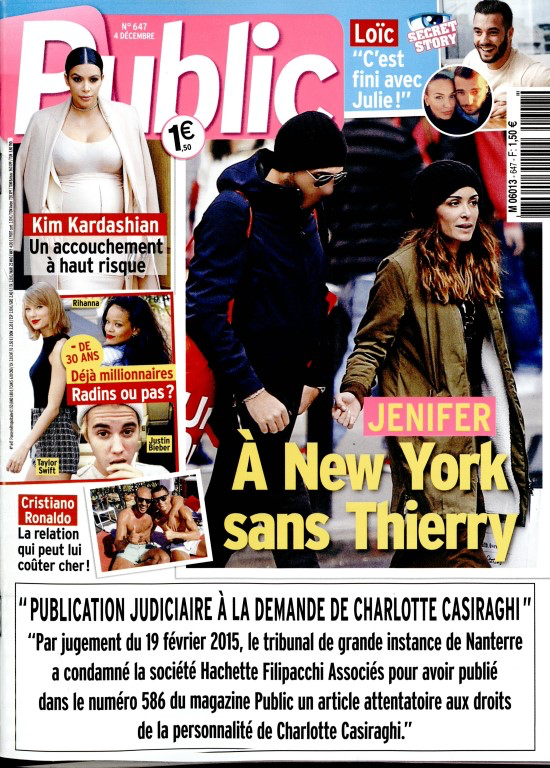 N° 647
4 DÉCEMBRE
Public
1€
,50
Loïc
SECRET
STORY
"C'est
fini avec
Julie!"
M 06013 - 647 - F: 1,50 €
Kim Kardashian
Un accouchement
à haut risque
Rihanna
- DE
30 ANS
Déjà millionnaires
Radins ou pas?
Justin
Bieber
Taylor
Swift
Cristiano
Ronaldo
La relation
qui peut lui
coûter cher!
JENIFER
À New York
sans Thierry
"PUBLICATION JUDICIAIRE À LA DEMANDE DE CHARLOTTE CASIRAGHI"
"Par jugement du 19 février 2015, le tribunal de grande instance de Nanterre
a condamné la société Hachette Filipacchi Associés pour avoir publié
dans le numéro 586 du magazine Public un article attentatoire aux droits
de la personnalité de Charlotte Casiraghi."